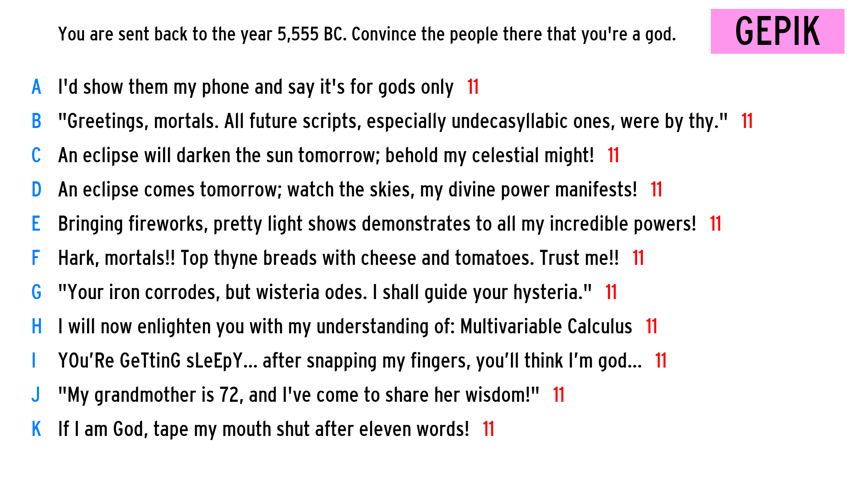 You are sent back to the year 5,555 BC. Convince the people there that you're a god.
GEPIK
A I'd show them my phone and say it's for gods only 11
B "Greetings, mortals. All future scripts, especially undecasyllabic ones, were by thy." 11
C An eclipse will darken the sun tomorrow; behold my celestial might! 11
D An eclipse comes tomorrow; watch the skies, my divine power manifests! 11
E Bringing fireworks, pretty light shows demonstrates to all my incredible powers! 11
F Hark, mortals!! Top thyne breads with cheese and tomatoes. Trust me!! 11
G "Your iron corrodes, but wisteria odes. I shall guide your hysteria." 11
H I will now enlighten you with my understanding of: Multivariable Calculus 11
I YOu’Re GeTtinG sLeEpY... after snapping my fingers, you’ll think I’m god... 11
J "My grandmother is 72, and I've come to share her wisdom!" 11
K If I am God, tape my mouth shut after eleven words! 11